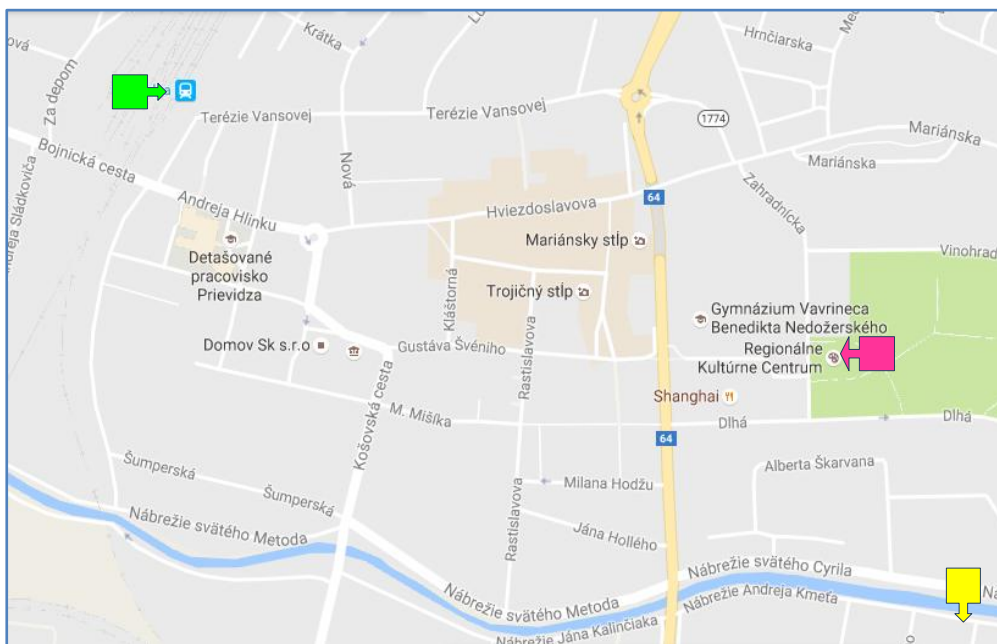 Krátka
Hrnčiarska
Za depom
Terézie Vansovej
Terézie Vansovej
1774
Mariánska
Mariánska
Bojnická cesta
Nová
Zahradnícka
Andreja Hlinku
64
Hviezdoslavova
Mariánsky stĺp
Vinohrad
Detašované
pracovisko
Prievidza
Kláštorná
Trojičný stĺp
Gymnázium Vavrineca
Benedikta Nedožerského
Domov Sk s.r.o
Gustáva Švéniho
Rastislavova
Regionálne
Kultúrne Centrum
Shanghai
M. Mišíka
Dlhá
Dlhá
64
Košovská cesta
Šumperská
Šumperská
Alberta Škarvana
Milana Hodžu
Rastislavova
Nábrežie svätého Metoda
Jána Hollého
Nábrežie svätého Cyrila
Nábrežie svätého Metoda
Nábrežie Andreja Kmeťa
Nábrežie Jána Kalinčiaka